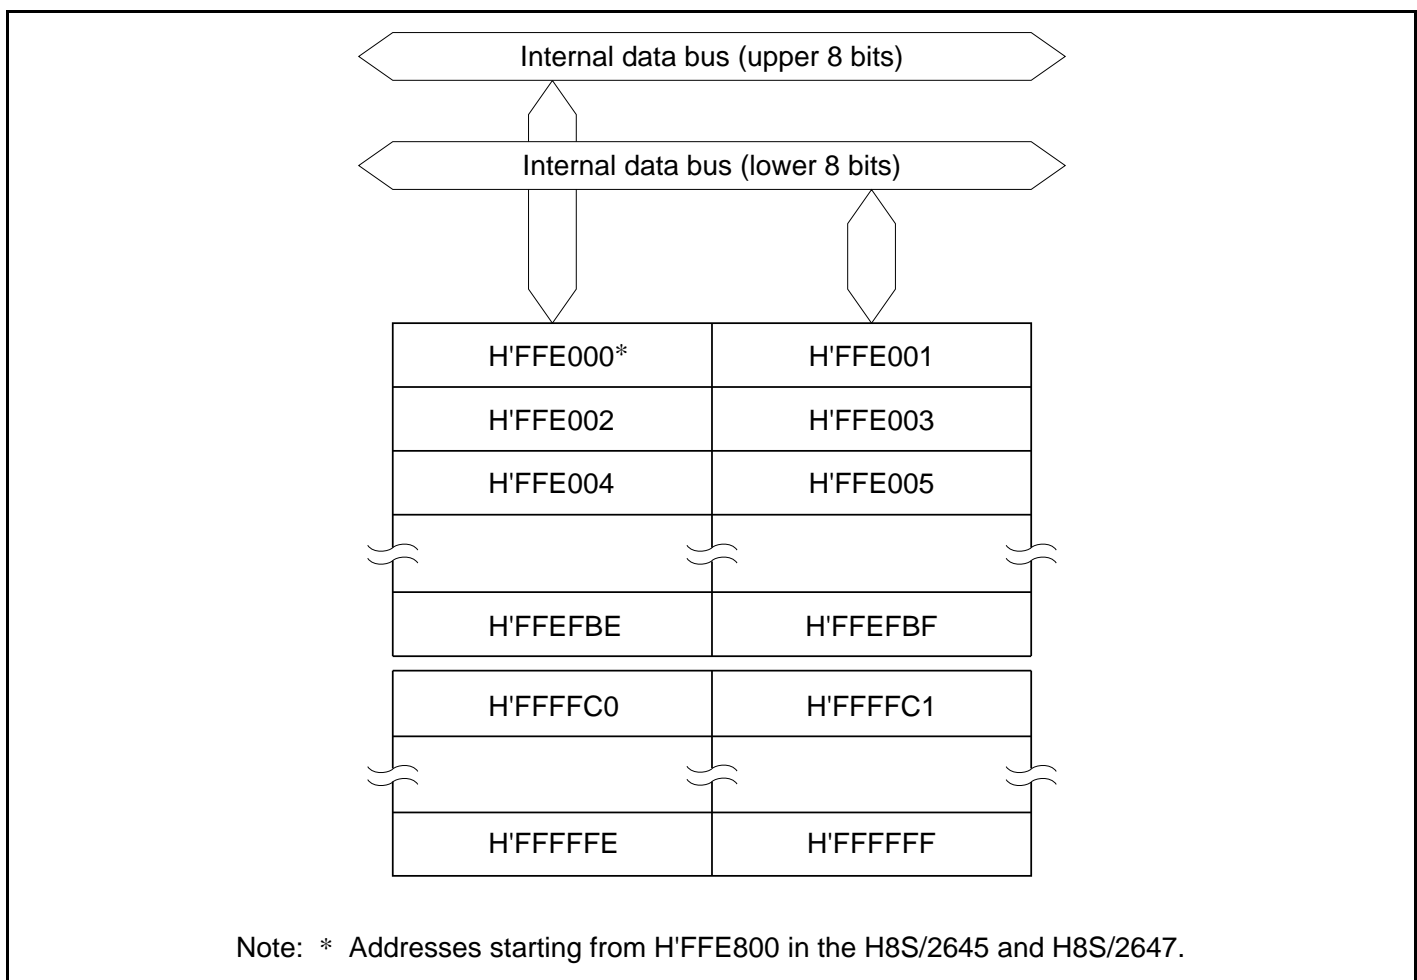 Internal data bus (upper 8 bits)
Internal data bus (lower 8 bits)
H'FFE000* H'FFE001
H'FFE002 H'FFE003
H'FFE004 H'FFE005
H'FFEFBE H'FFEFBF
H'FFFFC0 H'FFFFC1
H'FFFFFE H'FFFFFF
Note: * Addresses starting from H'FFE800 in the H8S/2645 and H8S/2647.